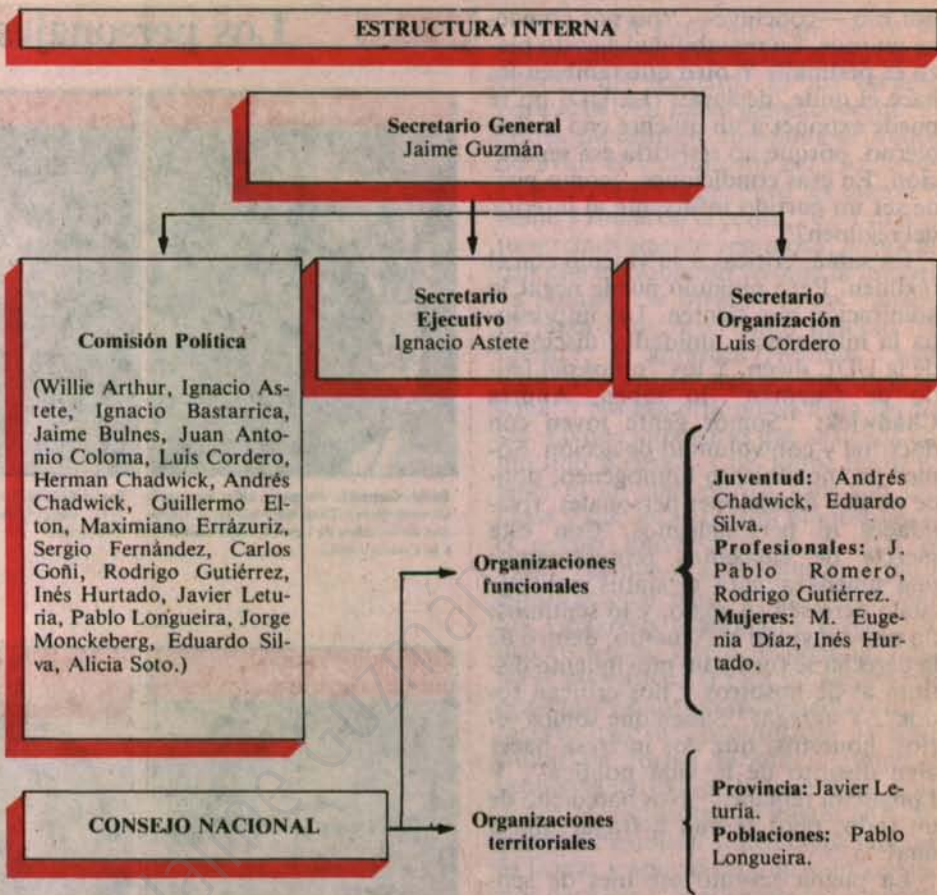 ESTRUCTURA INTERNA
Secretario General
Jaime Guzmán
Comisión Política
(Willie Arthur, Ignacio As-
tete, Ignacio Bastarrica,
Jaime Bulnes, Juan Anto-
nio Coloma, Luis Cordero,
Herman Chadwick, Andrés
Chadwick, Guillermo El-
ton, Maximiano Errázuriz,
Sergio Fernández, Carlos
Goñi, Rodrigo Gutiérrez,
Inés Hurtado, Javier Letu-
ria, Pablo Longueira, Jorge
Monckeberg, Eduardo Sil-
va, Alicia Soto.)
Secretario
Ejecutivo
Ignacio Astete
Secretario
Organización
Luis Cordero
CONSEJO NACIONAL
Organizaciones
funcionales
Juventud: Andrés
Chadwick, Eduardo
Silva.
Profesionales: J.
Pablo Romero,
Rodrigo Gutiérrez.
Mujeres: M. Euge-
nia Díaz, Inés Hur-
tado.
Organizaciones
territoriales
Provincia: Javier Le-
turia.
Poblaciones: Pablo
Longueira.